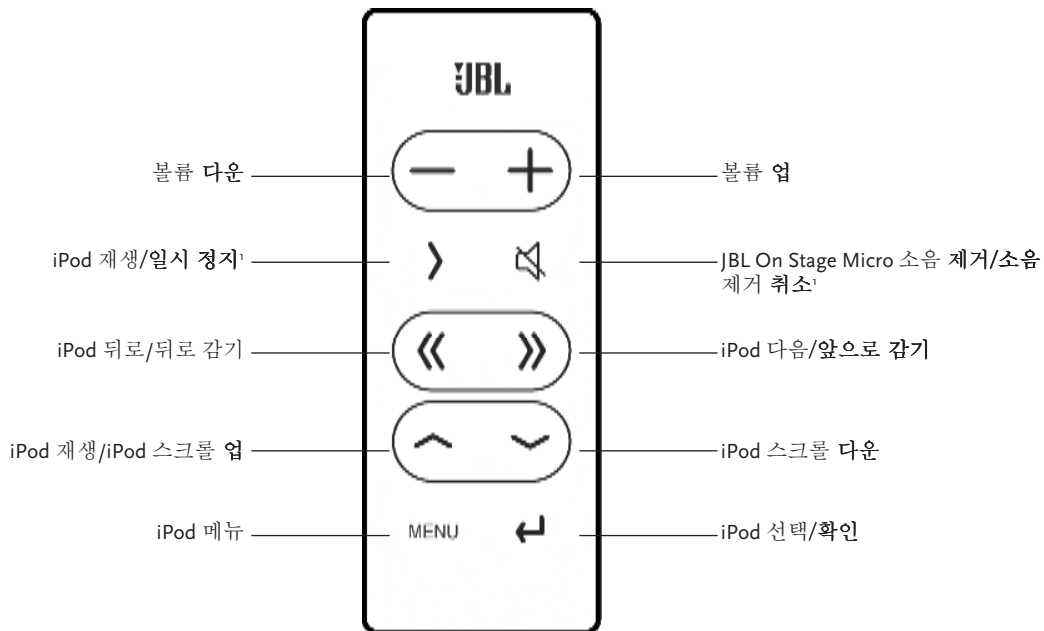 JBL
볼륨 다운
볼륨 업
iPod 재생/일시 정지¹
JBL On Stage Micro 소음 제거/소음
제거 취소¹
iPod 뒤로/뒤로 감기
iPod 다음/앞으로 감기
iPod 재생/iPod 스크롤 업
iPod 스크롤 다운
iPod 메뉴
MENU
iPod 선택/확인